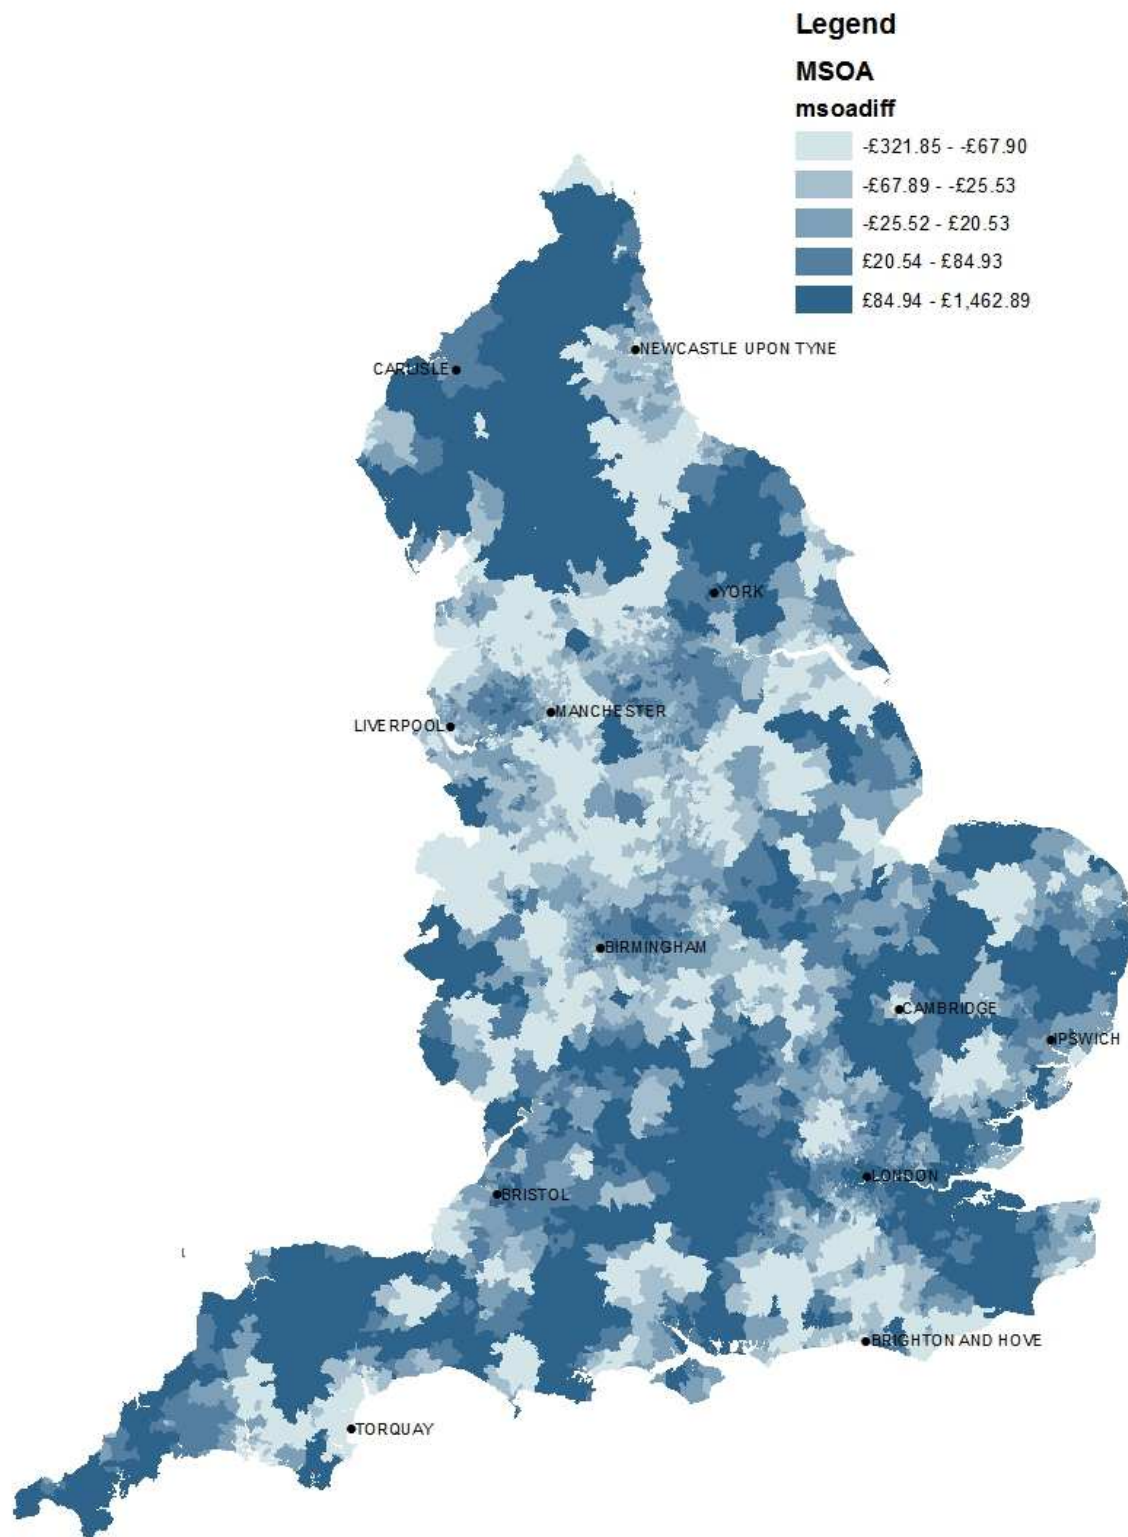 Legend
MSOA
msoadiff
-£321.85 - -£67.90
-£67.89 - -£25.53
-£25.52 - £20.53
£20.54 - £84.93
£84.94 - £1,462.89
NEWCASTLE UPON TYNE
CARLISLE
YORK
MANCHESTER
LIVERPOOL
BIRMINGHAM
CAMBRIDGE
IPSWICH
LONDON
BRISTOL
BRIGHTON AND HOVE
TORQUAY